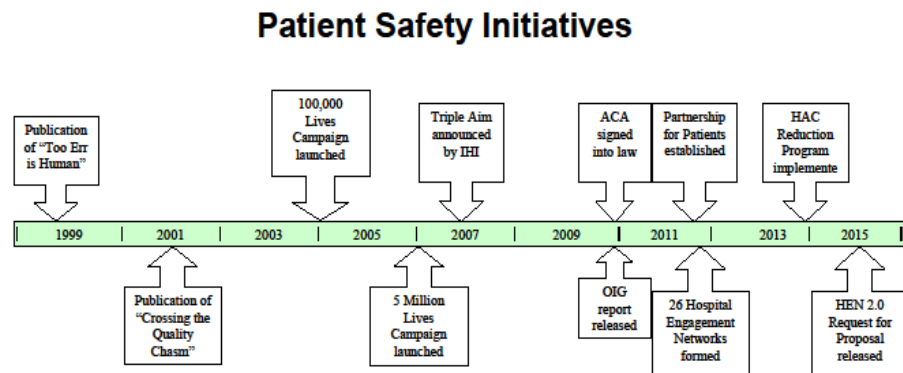 Patient Safety Initiatives
Publication
of “Too Err
is Human”
100,000
Lives
Campaign
launched
Triple Aim
announced
by IHI
ACA
signed
into law
Partnership
for Patients
established
HAC
Reduction
Program
implemente
1999
2001
2003
2005
2007
2009
2011
2013
2015
Publication of
“Crossing the
Quality
Chasm”
5 Million
Lives
Campaign
launched
OIG
report
released
26 Hospital
Engagement
Networks
formed
HEN 2.0
Request for
Proposal
released